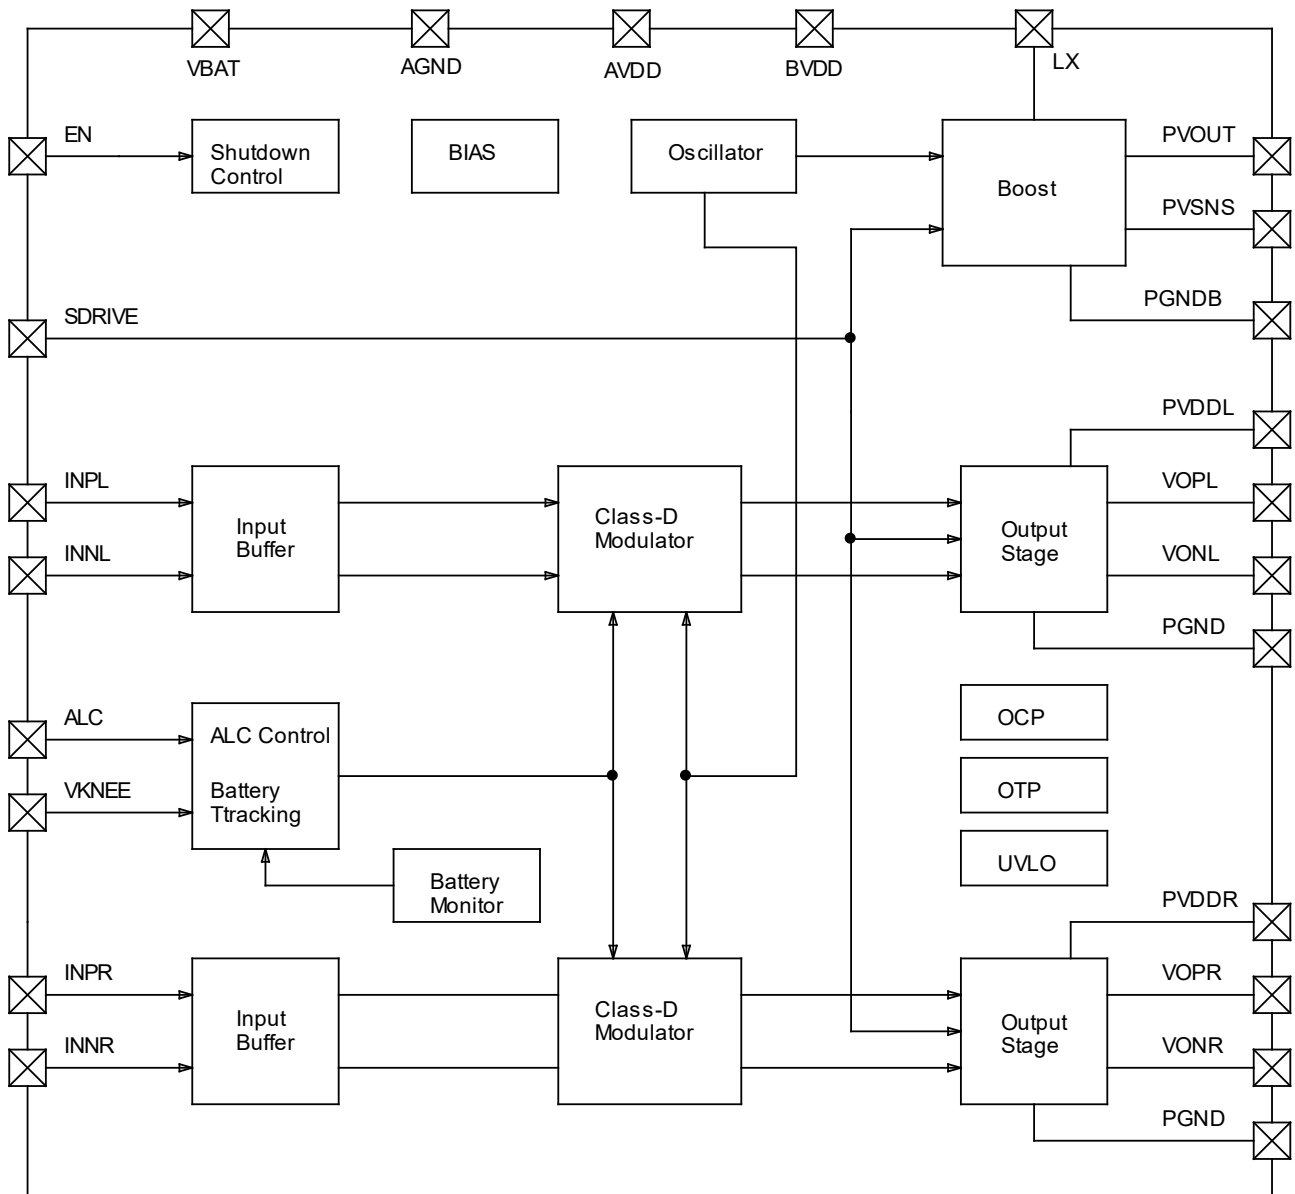 VBAT
AGND
AVDD
BVDD
LX
EN
Shutdown
Control
BIAS
Oscillator
Boost
PVOUT
PVSNS
PGNDB
SDRIVE
PVDDL
INPL
INNL
Input
Buffer
Class-D
Modulator
Output
Stage
VOPL
VONL
PGND
ALC
VKNEE
ALC Control
Battery
Ttracking
Battery
Monitor
OCP
OTP
UVLO
PVDDR
INPR
INNR
Input
Buffer
Class-D
Modulator
Output
Stage
VOPR
VONR
PGND